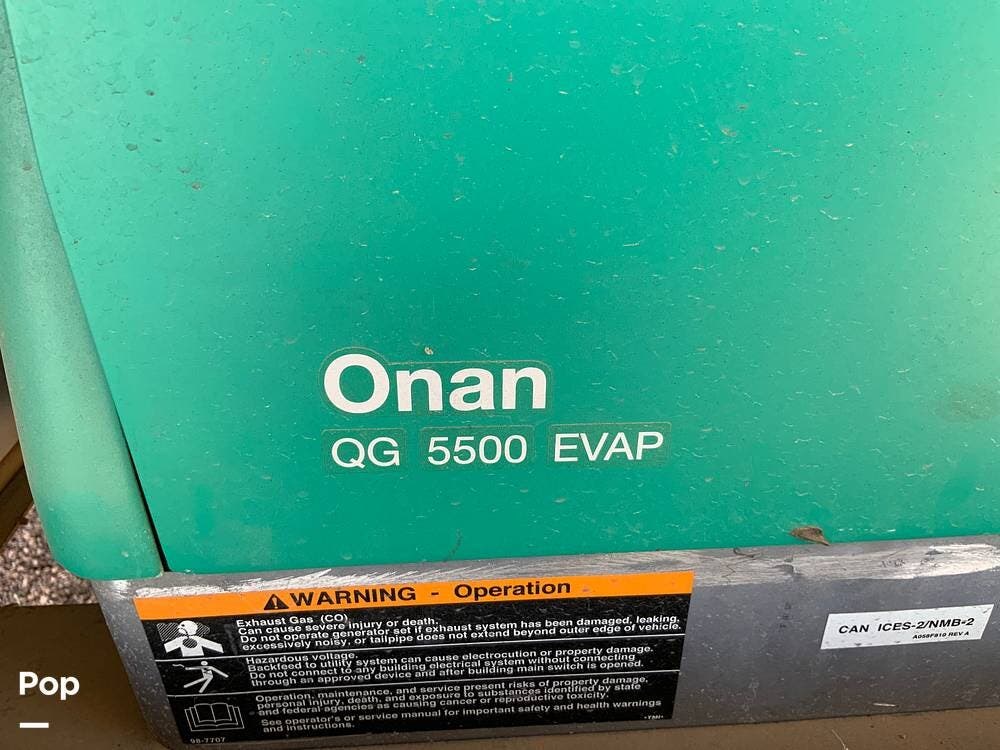 Onan
QG 5500 EVAP
WARNING - Operation
Exhaust Gas (CO)
Can cause severe injury or death.
Do not operate generator set if exhaust system has been damaged, leaking,
excessively noisy, or tailpipe does not extend beyond outer edge of vehicle.
Hazardous voltage.
Backfeed to utility system can cause electrocution or property damage.
Do not connect to any building electrical system without connecting
through an approved device and after building main switch is opened.
Operation, maintenance, and service present risks of property damage,
personal injury, death, and exposure to substances identified by state
and federal agencies as causing cancer or reproductive toxicity.
See operator's or service manual for important safety and health warnings
and instructions.
98-7707
CAN ICES-2/NMB-2
A058F910 REV A
Pop